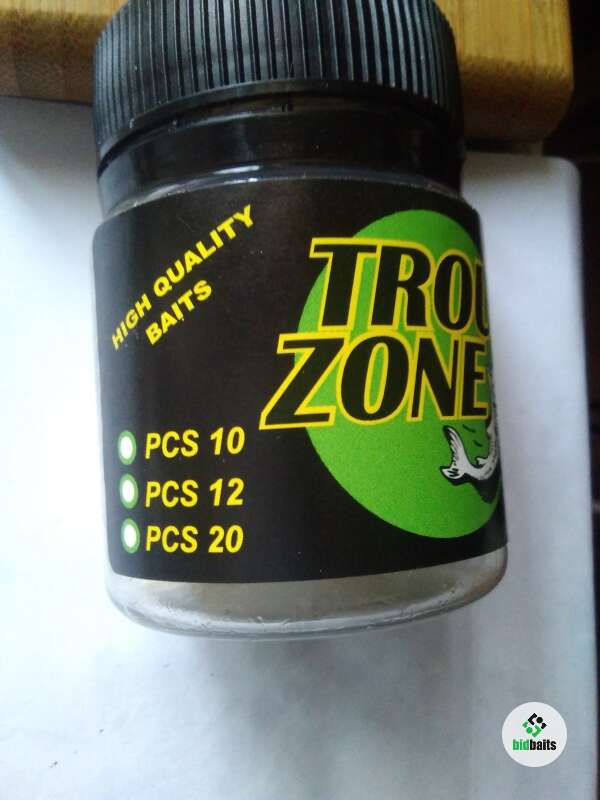 HIGH QUALITY
BAITS
TROU
ZONE
PCS 10
PCS 12
PCS 20
bidbaits